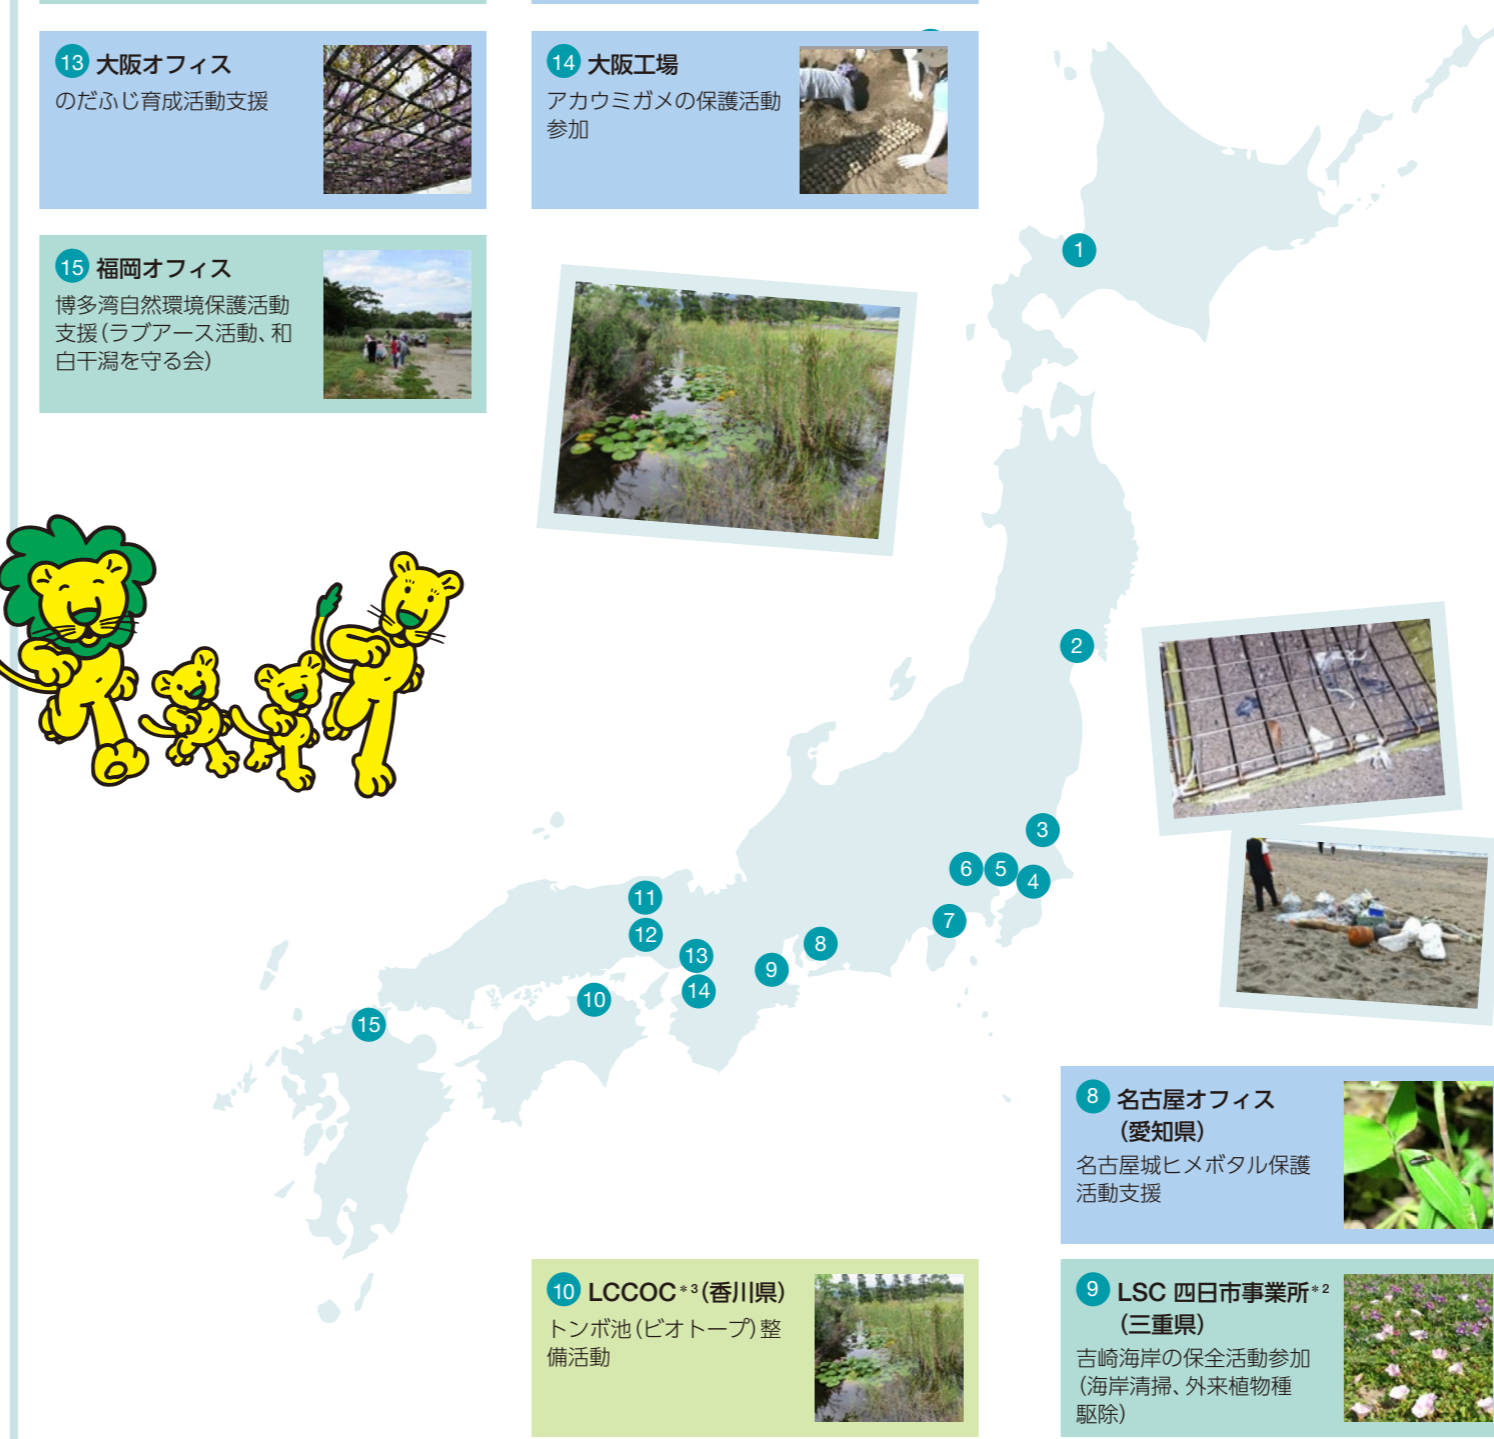 13 大阪オフィス
のだふじ育成活動支援
14 大阪工場
アカウミガメの保護活動
参加
15 福岡オフィス
博多湾自然環境保護活動
支援(ラブアース活動、和
白干潟を守る会)
1
2
3
6 5 4
7
11
12
8
13
9
14
10
15
8 名古屋オフィス
(愛知県)
名古屋城ヒメボタル保護
活動支援
10 LCCOC*3(香川県)
トンボ池(ビオトープ)整
備活動
9 LSC 四日市事業所*2
(三重県)
吉崎海岸の保全活動参加
(海岸清掃、外来植物種
駆除)